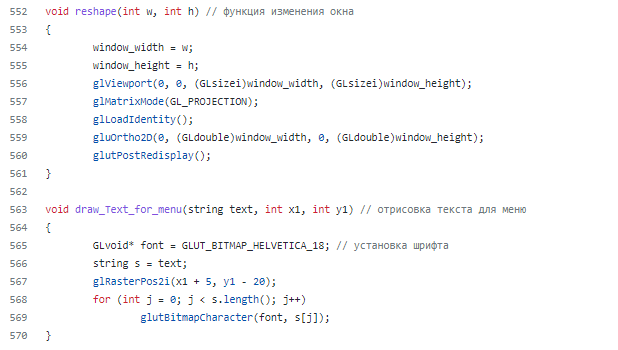 552 void reshape(int w, int h) // функция изменения окна
553 {
554         window_width = w;
555         window_height = h;
556         glViewport(0, 0, (GLsizei)window_width, (GLsizei)window_height);
557         glMatrixMode(GL_PROJECTION);
558         glLoadIdentity();
559         gluOrtho2D(0, (GLdouble)window_width, 0, (GLdouble)window_height);
560         glutPostRedisplay();
561 }
562
563 void draw_Text_for_menu(string text, int x1, int y1) // отрисовка текста для меню
564 {
565         GLvoid* font = GLUT_BITMAP_HELVETICA_18; // установка шрифта
566         string s = text;
567         glRasterPos2i(x1 + 5, y1 - 20);
568         for (int j = 0; j < s.length(); j++)
569                 glutBitmapCharacter(font, s[j]);
570 }